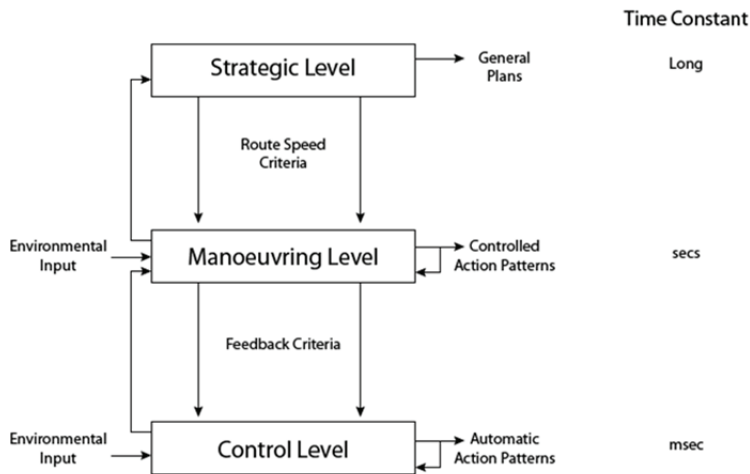 Time Constant
Strategic Level
General
Plans
Long
Route Speed
Criteria
Environmental
Input
Manoeuvring Level
Controlled
Action Patterns
secs
Feedback Criteria
Environmental
Input
Control Level
Automatic
Action Patterns
msec